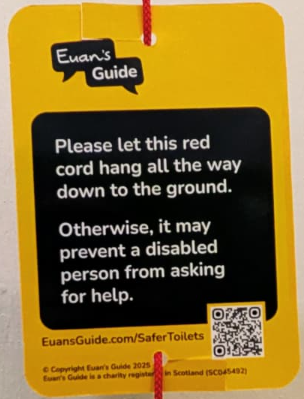 Euan's
Guide
Please let this red
cord hang all the way
down to the ground.
Otherwise, it may
prevent a disabled
person from asking
for help.
EuansGuide.com/SaferToilets
© Copyright Euan's Guide 2025
Euan's Guide is a charity in Scotland (SC045492)